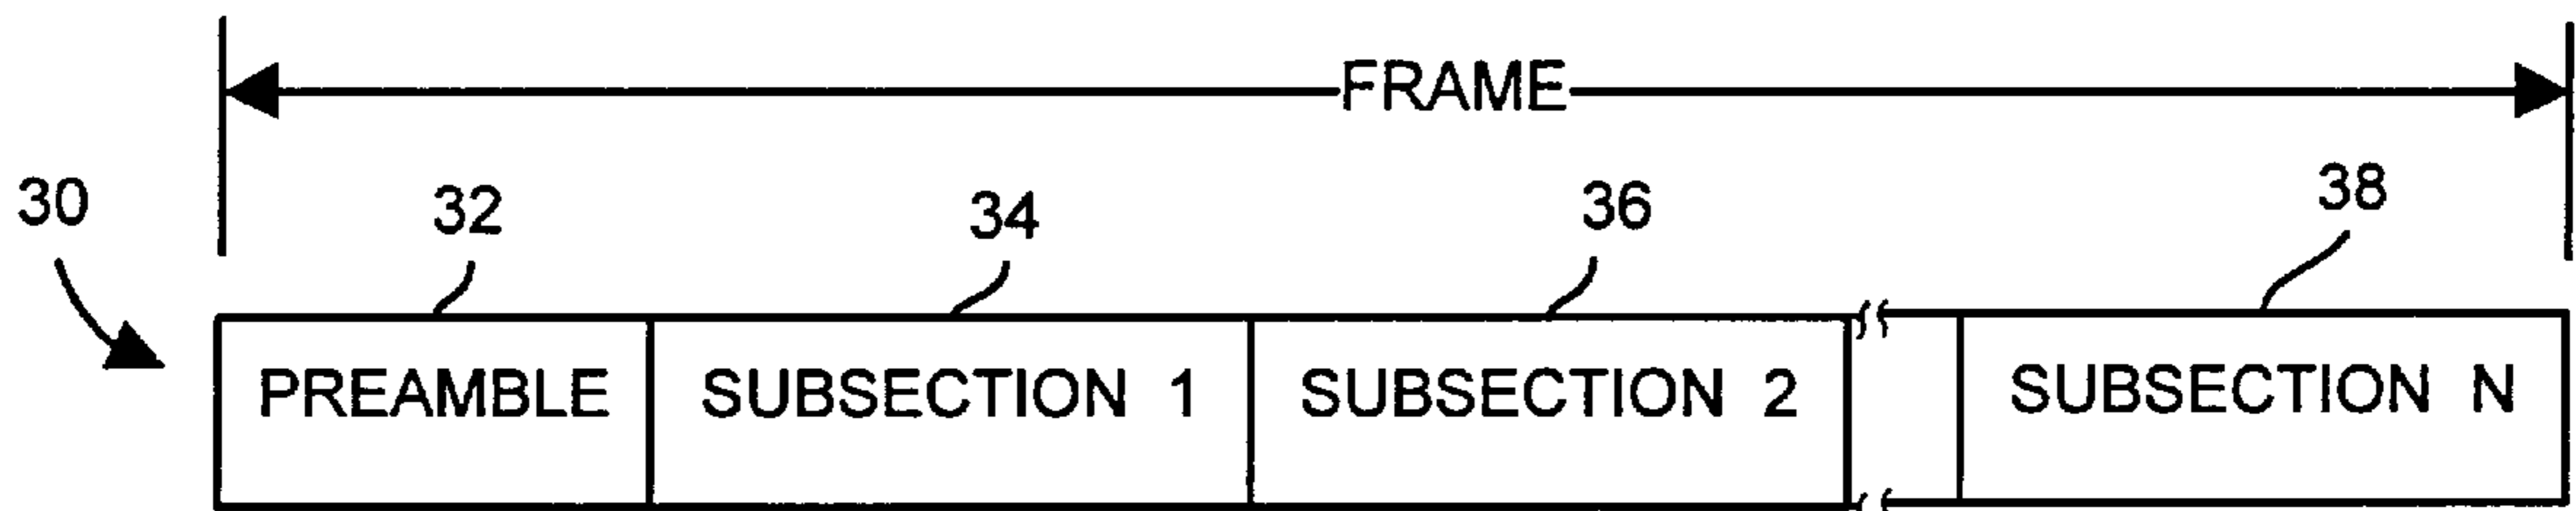 FRAME
30
32
34
36
38
PREAMBLE
SUBSECTION 1
SUBSECTION 2
SUBSECTION N